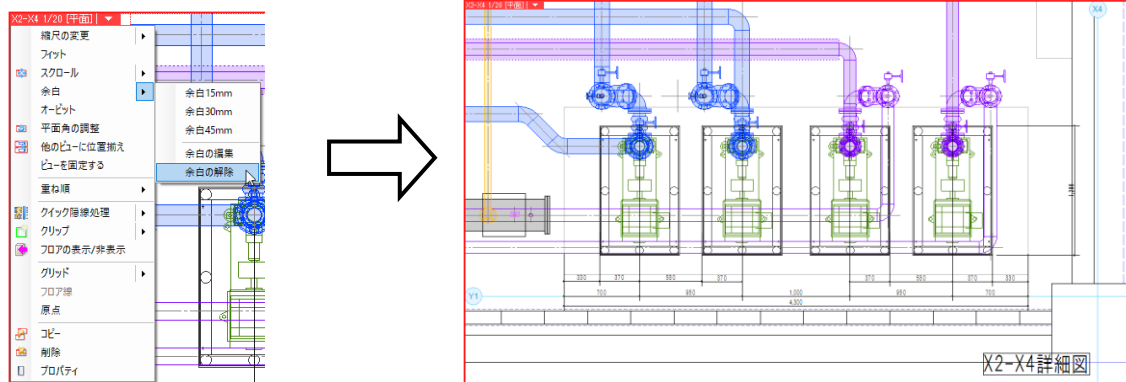 X2-X4 1/20 [平面]
縮尺の変更
フィット
スクロール
余白
オービット
平面角の調整
他のビューに位置揃え
ビューを固定する
重ね順
クイック隠線処理
クリップ
フロアの表示/非表示
グリッド
フロア線
原点
コピー
削除
プロパティ
余白15mm
余白30mm
余白45mm
余白の編集
余白の解除
X2-X4 1/20 [平面]
X4
Y1
330 370 580 370 580 370 330
700 950 1,000 950 700
4,300
X2-X4詳細図